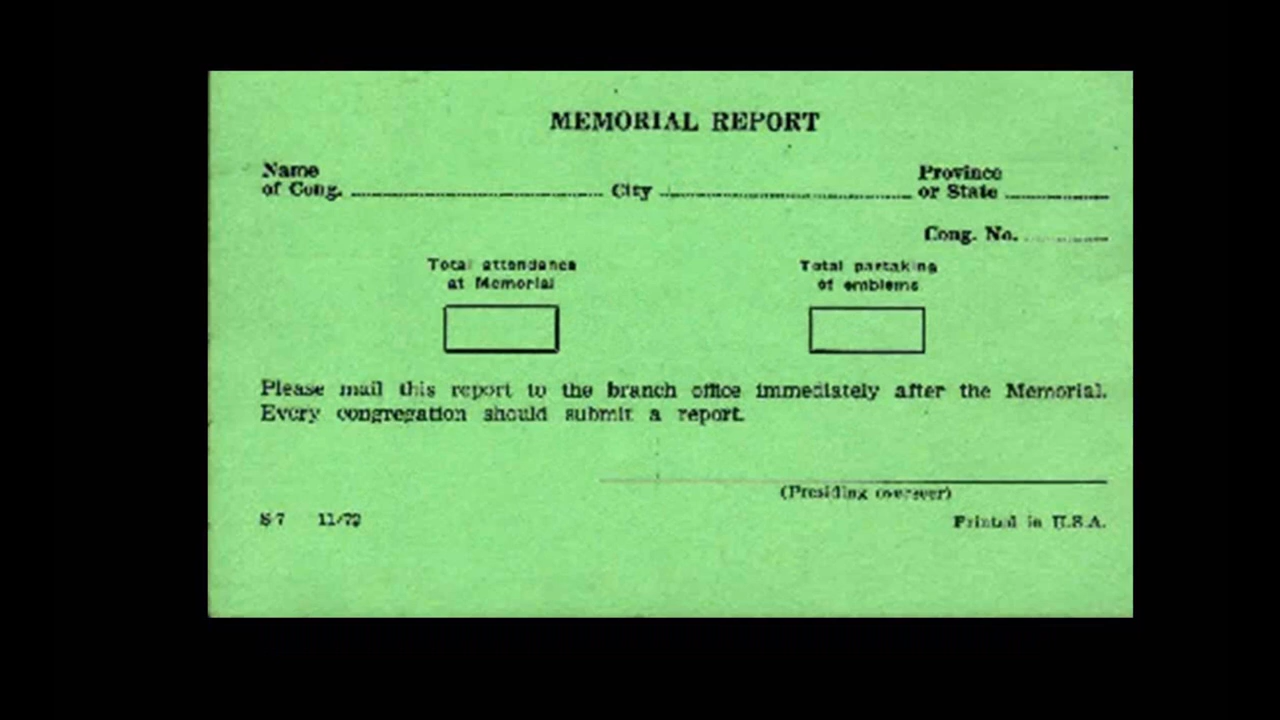 MEMORIAL REPORT
Name
of Cong. City Province
or State
Cong. No.
Total attendance
at Memorial
Total partaking
of emblems
Please mail this report to the branch office immediately after the Memorial.
Every congregation should submit a report.
(Presiding overseer)
S-7 11/72
Printed in U.S.A.